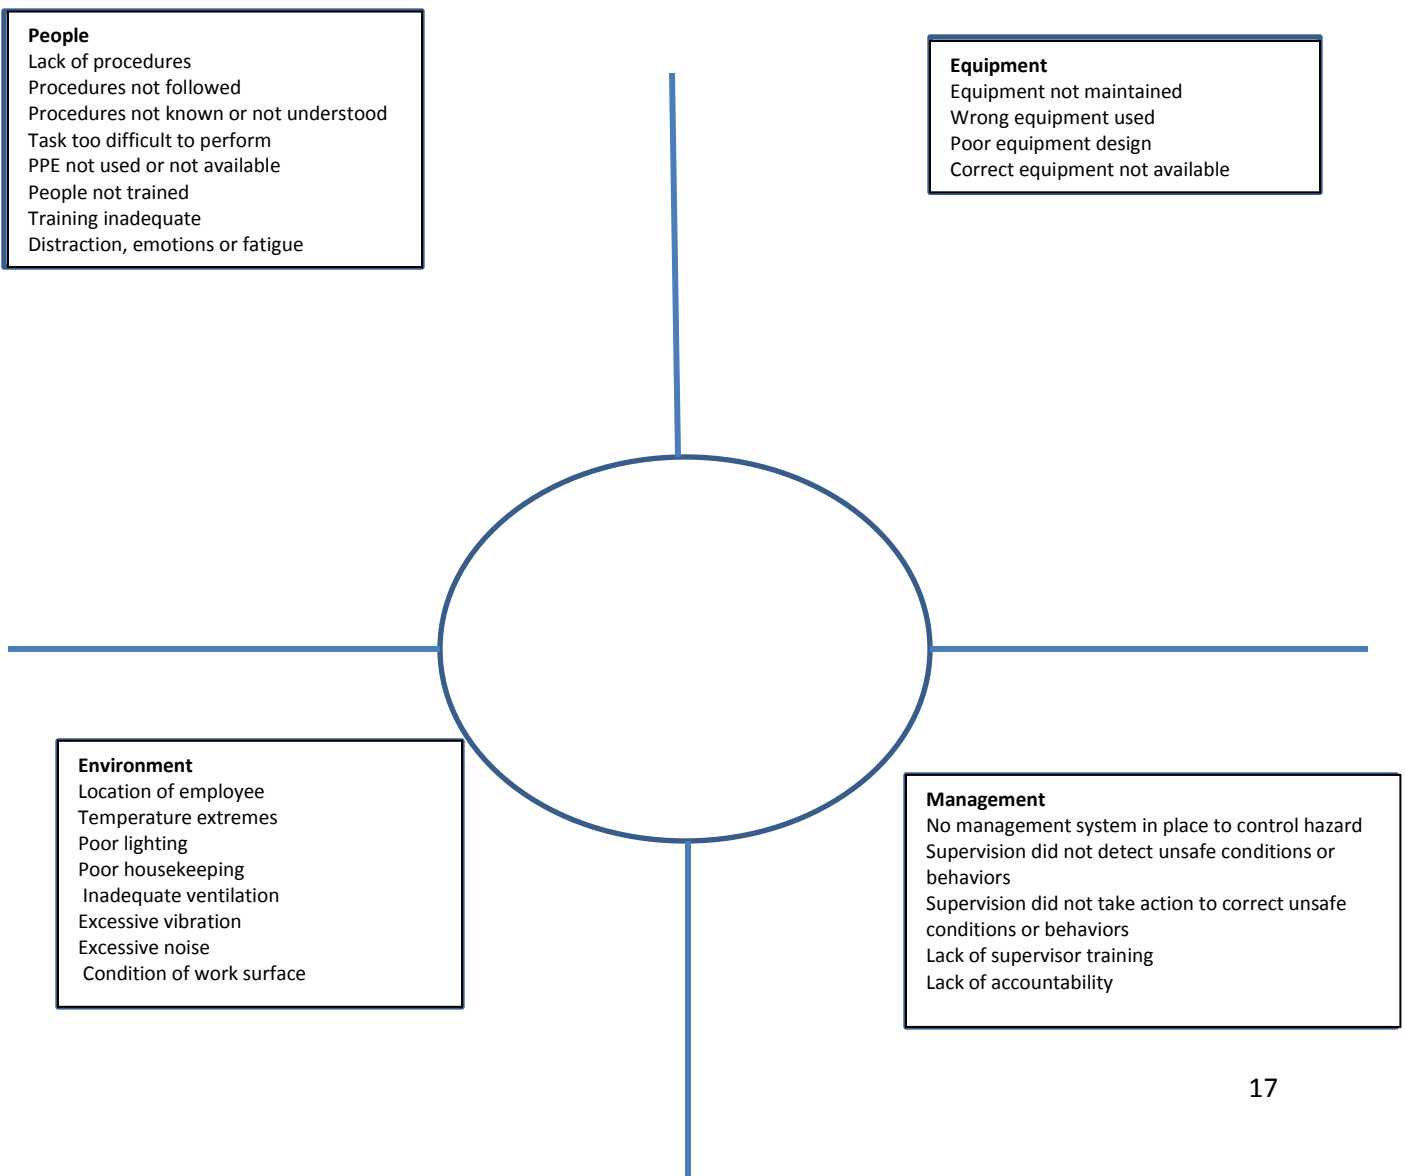 People
Lack of procedures
Procedures not followed
Procedures not known or not understood
Task too difficult to perform
PPE not used or not available
People not trained
Training inadequate
Distraction, emotions or fatigue
Equipment
Equipment not maintained
Wrong equipment used
Poor equipment design
Correct equipment not available
Environment
Location of employee
Temperature extremes
Poor lighting
Poor housekeeping
Inadequate ventilation
Excessive vibration
Excessive noise
Condition of work surface
Management
No management system in place to control hazard
Supervision did not detect unsafe conditions or
behaviors
Supervision did not take action to correct unsafe
conditions or behaviors
Lack of supervisor training
Lack of accountability
17